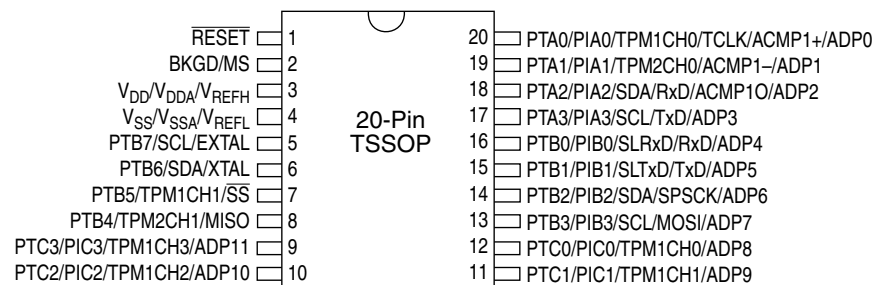 RESET 1
BKGD/MS 2
VDD/VDDA/VREFH 3
VSS/VSSA/VREFL 4
PTB7/SCL/EXTAL 5
PTB6/SDA/XTAL 6
PTB5/TPM1CH1/SS 7
PTB4/TPM2CH1/MISO 8
PTC3/PIC3/TPM1CH3/ADP11 9
PTC2/PIC2/TPM1CH2/ADP10 10
20-Pin
TSSOP
20 PTA0/PIA0/TPM1CH0/TCLK/ACMP1+/ADP0
19 PTA1/PIA1/TPM2CH0/ACMP1–/ADP1
18 PTA2/PIA2/SDA/RxD/ACMP1O/ADP2
17 PTA3/PIA3/SCL/TxD/ADP3
16 PTB0/PIB0/SLRxD/RxD/ADP4
15 PTB1/PIB1/SLTxD/TxD/ADP5
14 PTB2/PIB2/SDA/SPSCK/ADP6
13 PTB3/PIB3/SCL/MOSI/ADP7
12 PTC0/PIC0/TPM1CH0/ADP8
11 PTC1/PIC1/TPM1CH1/ADP9